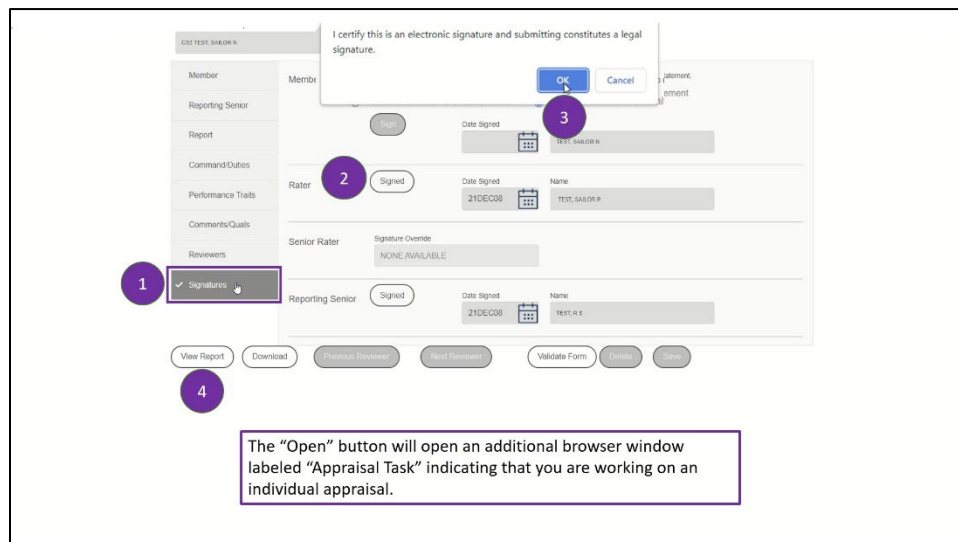 I certify this is an electronic signature and submitting constitutes a legal
signature.
OK
Cancel
CS2 TEST, SAILOR N
Member
Reporting Senior
Report
Command/Duties
Performance Traits
Comments/Quals
Reviewers
✓ Signatures
1
Sign
Date Signed
3
TEST, SAILOR N
Rater
2
Signed
Date Signed
21DEC08
Name
TEST, SAILOR P
Senior Rater
Signature Override
NONE AVAILABLE
Reporting Senior
Signed
Date Signed
21DEC08
Name
TEST, R S
View Report
Download
Previous Reviewer
Next Reviewer
Validate Form
Delete
Save
4
The “Open” button will open an additional browser window
labeled “Appraisal Task” indicating that you are working on an
individual appraisal.